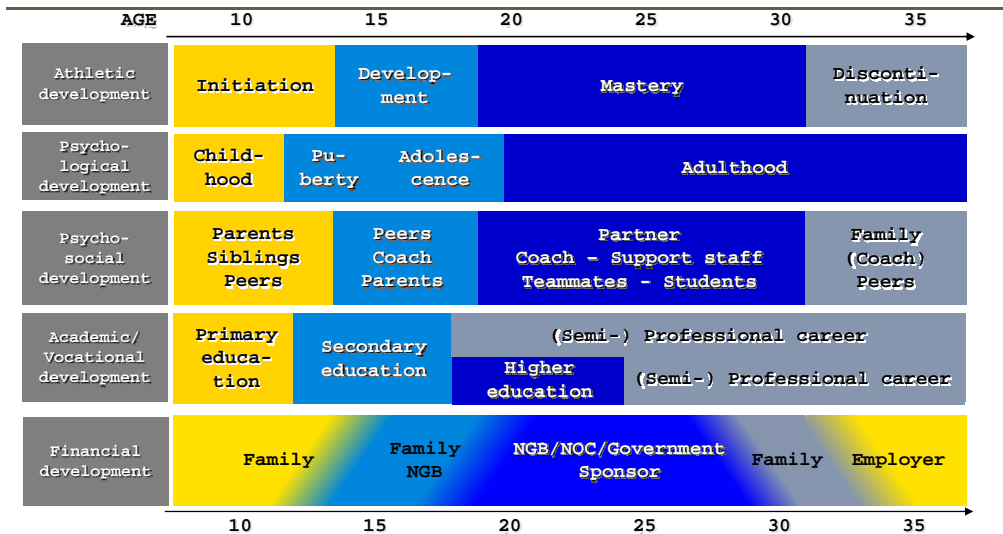 AGE 10 15 20 25 30 35
Athletic
development
Initiation
Develop-
ment
Mastery
Disconti-
nuation
Psycho-
logical
development
Child-
hood
Pu-
berty
Adoles-
cence
Adulthood
Psycho-
social
development
Parents
Siblings
Peers
Peers
Coach
Parents
Partner
Coach – Support staff
Teammates - Students
Family
(Coach)
Peers
Academic/
Vocational
development
Primary
educa-
tion
Secondary
education
(Semi-) Professional career
Higher
education
(Semi-) Professional career
Financial
development
Family
Family
NGB
NGB/NOC/Government
Sponsor
Family
Employer
10 15 20 25 30 35